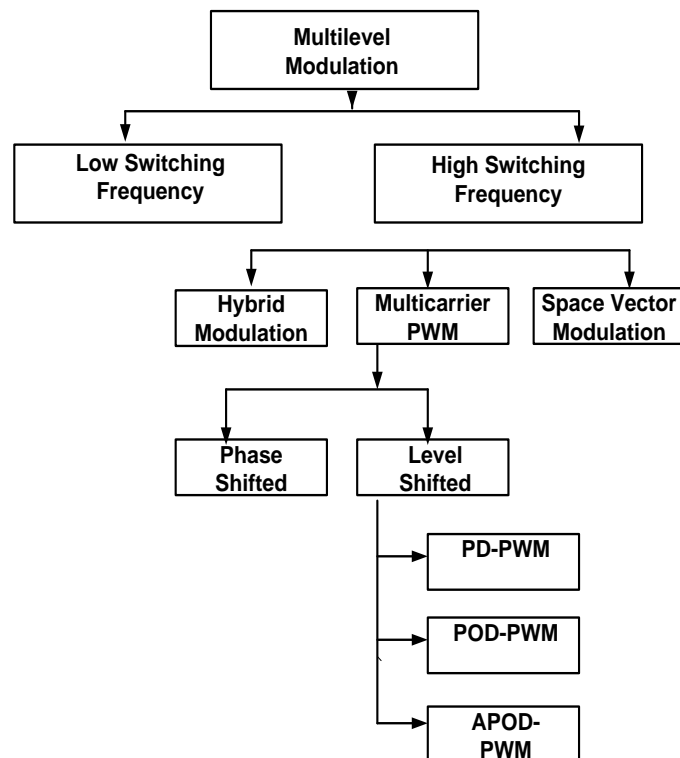 Multilevel
Modulation
Low Switching
Frequency
High Switching
Frequency
Hybrid
Modulation
Multicarrier
PWM
Space Vector
Modulation
Phase
Shifted
Level
Shifted
PD-PWM
POD-PWM
APOD-
PWM